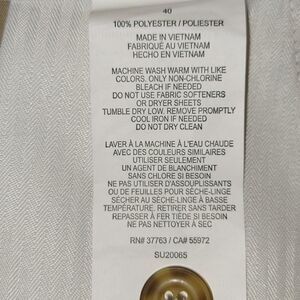 40
100% POLYESTER / POLIESTER
MADE IN VIETNAM
FABRIQUÉ AU VIETNAM
HECHO EN VIETNAM
MACHINE WASH WARM WITH LIKE
COLORS. ONLY NON-CHLORINE
BLEACH IF NEEDED
DO NOT USE FABRIC SOFTENERS
OR DRYER SHEETS
TUMBLE DRY LOW. REMOVE PROMPTLY
COOL IRON IF NEEDED
DO NOT DRY CLEAN
LAVER À LA MACHINE À L'EAU CHAUDE
AVEC DES COULEURS SIMILAIRES
UTILISER SEULEMENT
UN AGENT DE BLANCHIMENT
SANS CHLORE SI BESOIN
NE PAS UTILISER D'ASSOUPLISSANTS
OU DE FEUILLES POUR SÈCHE-LINGE
SÉCHER AU SÈCHE-LINGE À BASSE
TEMPÉRATURE, RETIRER SANS TARDER
REPASSER À FER TIÈDE SI BESOIN
NE PAS NETTOYER À SEC
RN# 37763 / CA# 55972
SU20065